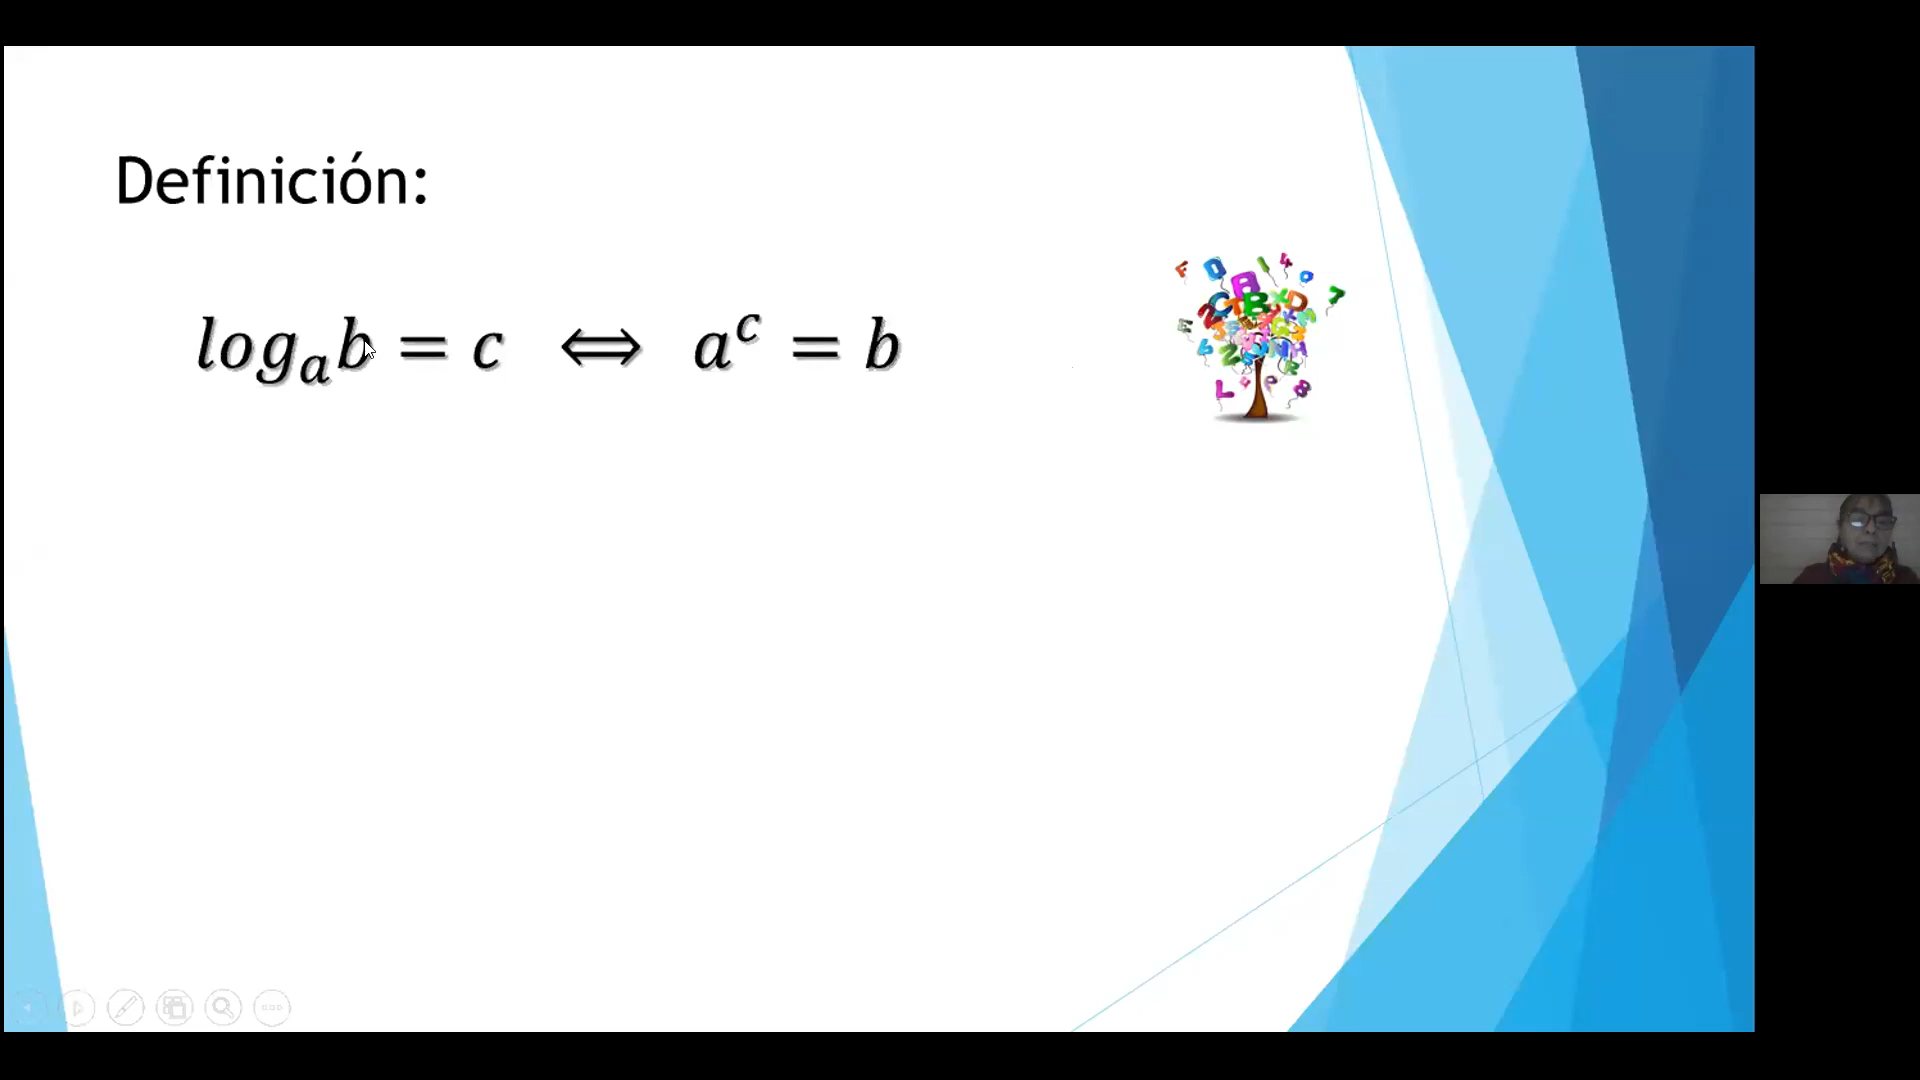 Definición:
log_a b = c ⟺ a^c = b